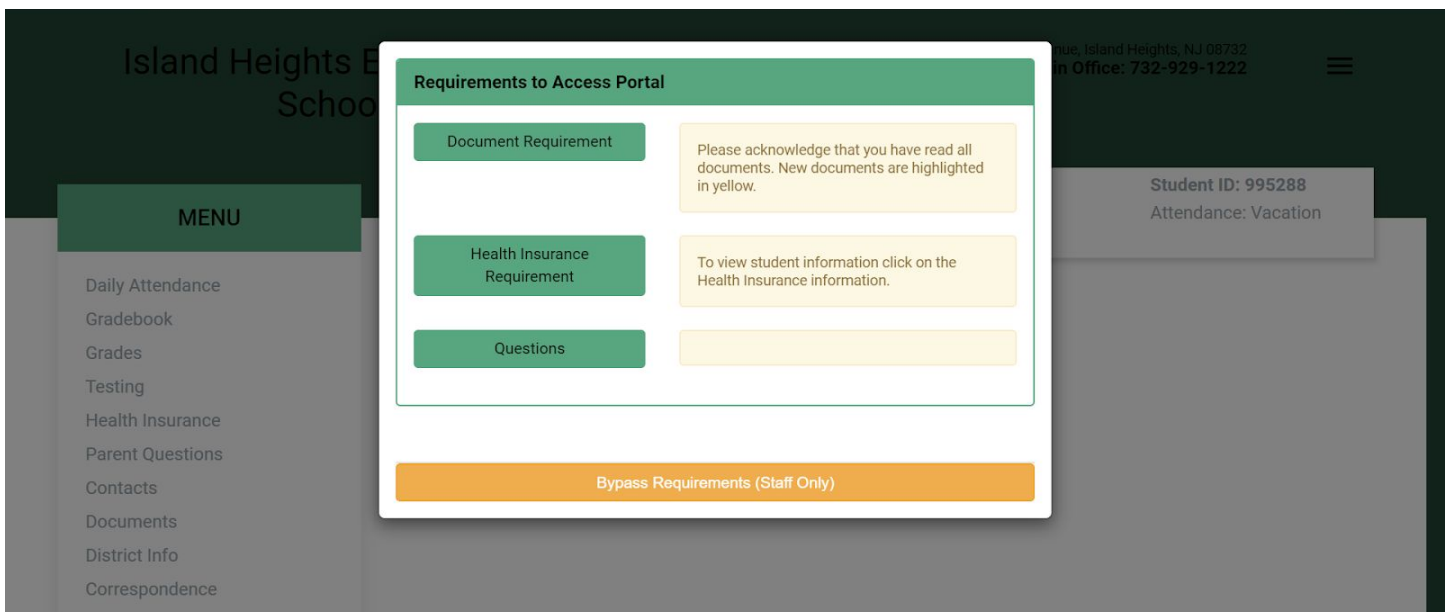 Island Heights E
Schoo
nue, Island Heights, NJ 08732
in Office: 732-929-1222
Requirements to Access Portal
Document Requirement
Please acknowledge that you have read all
documents. New documents are highlighted
in yellow.
Health Insurance
Requirement
To view student information click on the
Health Insurance information.
Questions
Bypass Requirements (Staff Only)
Student ID: 995288
Attendance: Vacation
MENU
Daily Attendance
Gradebook
Grades
Testing
Health Insurance
Parent Questions
Contacts
Documents
District Info
Correspondence